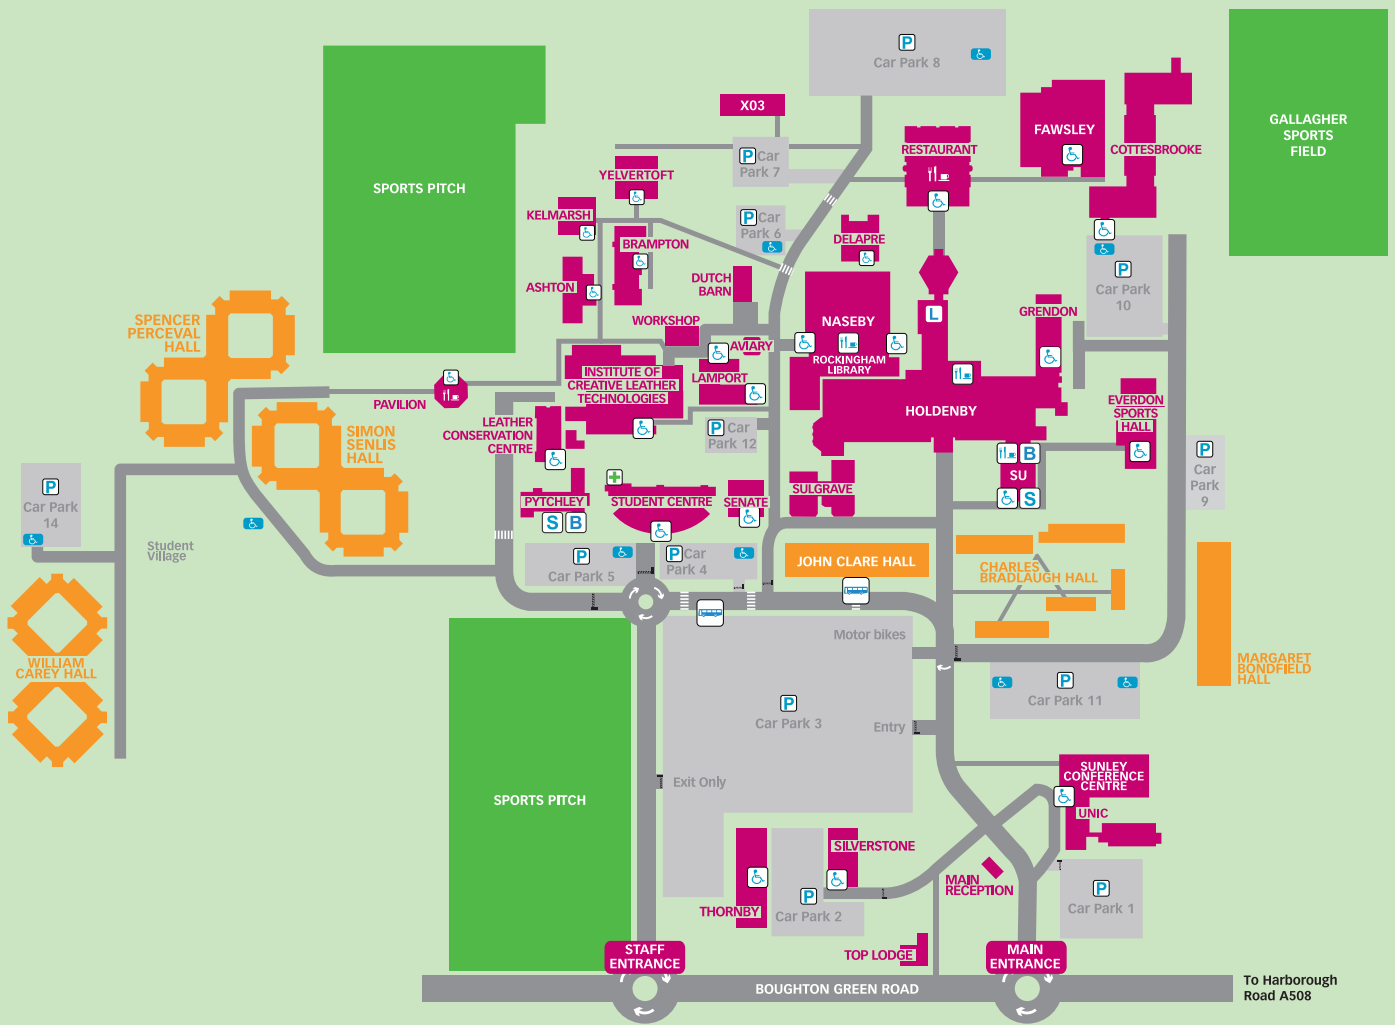 P
Car Park 8
GALLAGHER
SPORTS
FIELD
X03
FAWSLEY
RESTAURANT
COTTESBROOKE
P Car
Park 7
SPORTS PITCH
YELVERTOFT
KELMARSH
P Car
Park 6
BRAMPTON
DELAPRE
ASHTON
DUTCH
BARN
P
Car Park
10
GRENDON
L
SPENCER
PERCEVAL
HALL
WORKSHOP
NASEBY
AVIARY
ROCKINGHAM
LIBRARY
INSTITUTE OF
CREATIVE LEATHER
TECHNOLOGIES
LAMPORT
PAVILION
HOLDENBY
EVERDON
SPORTS
HALL
LEATHER
CONSERVATION
CENTRE
P Car
Park 12
SIMON
SENLIS
HALL
B
SU
S
P
Car
Park
9
SULGRAVE
P
Car Park
14
PYTCHLEY
STUDENT CENTRE
SENATE
S B
Student
Village
P
Car Park 5
P Car
Park 4
JOHN CLARE HALL
CHARLES
BRADLAUGH HALL
Motor bikes
WILLIAM
CAREY HALL
MARGARET
BONDFIELD
HALL
P
Car Park 11
P
Car Park 3
Entry
Exit Only
SUNLEY
CONFERENCE
CENTRE
UNIC
SPORTS PITCH
SILVERSTONE
MAIN
RECEPTION
P
Car Park 1
THORNBY
P
Car Park 2
TOP LODGE
STAFF
ENTRANCE
MAIN
ENTRANCE
BOUGHTON GREEN ROAD
To Harborough
Road A508